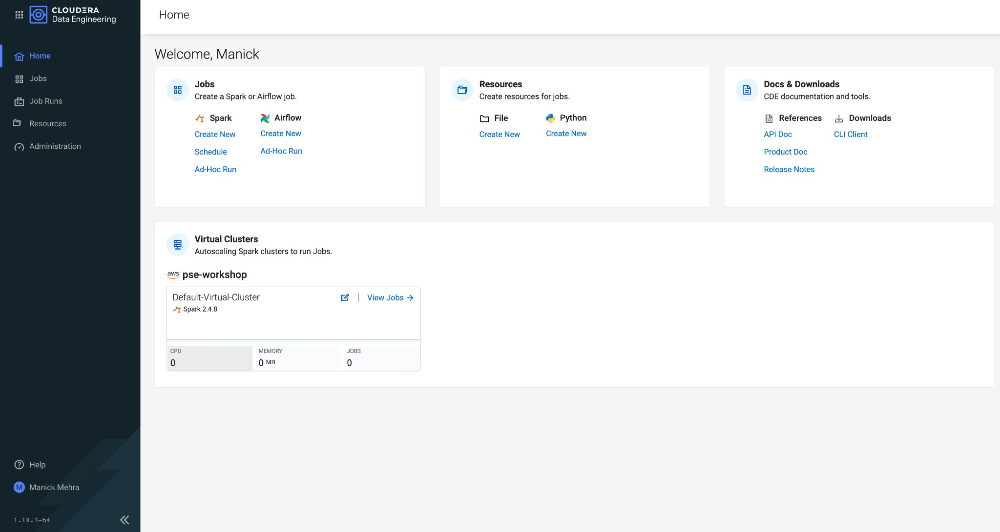 CLOUDERA
Data Engineering
Home
Jobs
Job Runs
Resources
Administration
Help
M Manick Mehra
1.18.3-b4
Home
Welcome, Manick
Jobs
Create a Spark or Airflow job.
Spark
Create New
Schedule
Ad-Hoc Run
Airflow
Create New
Ad-Hoc Run
Resources
Create resources for jobs.
File
Create New
Python
Create New
Docs & Downloads
CDE documentation and tools.
References
API Doc
Product Doc
Release Notes
Downloads
CLI Client
Virtual Clusters
Autoscaling Spark clusters to run Jobs.
aws pse-workshop
Default-Virtual-Cluster
View Jobs
Spark 2.4.8
CPU
0
MEMORY
0 MB
JOBS
0